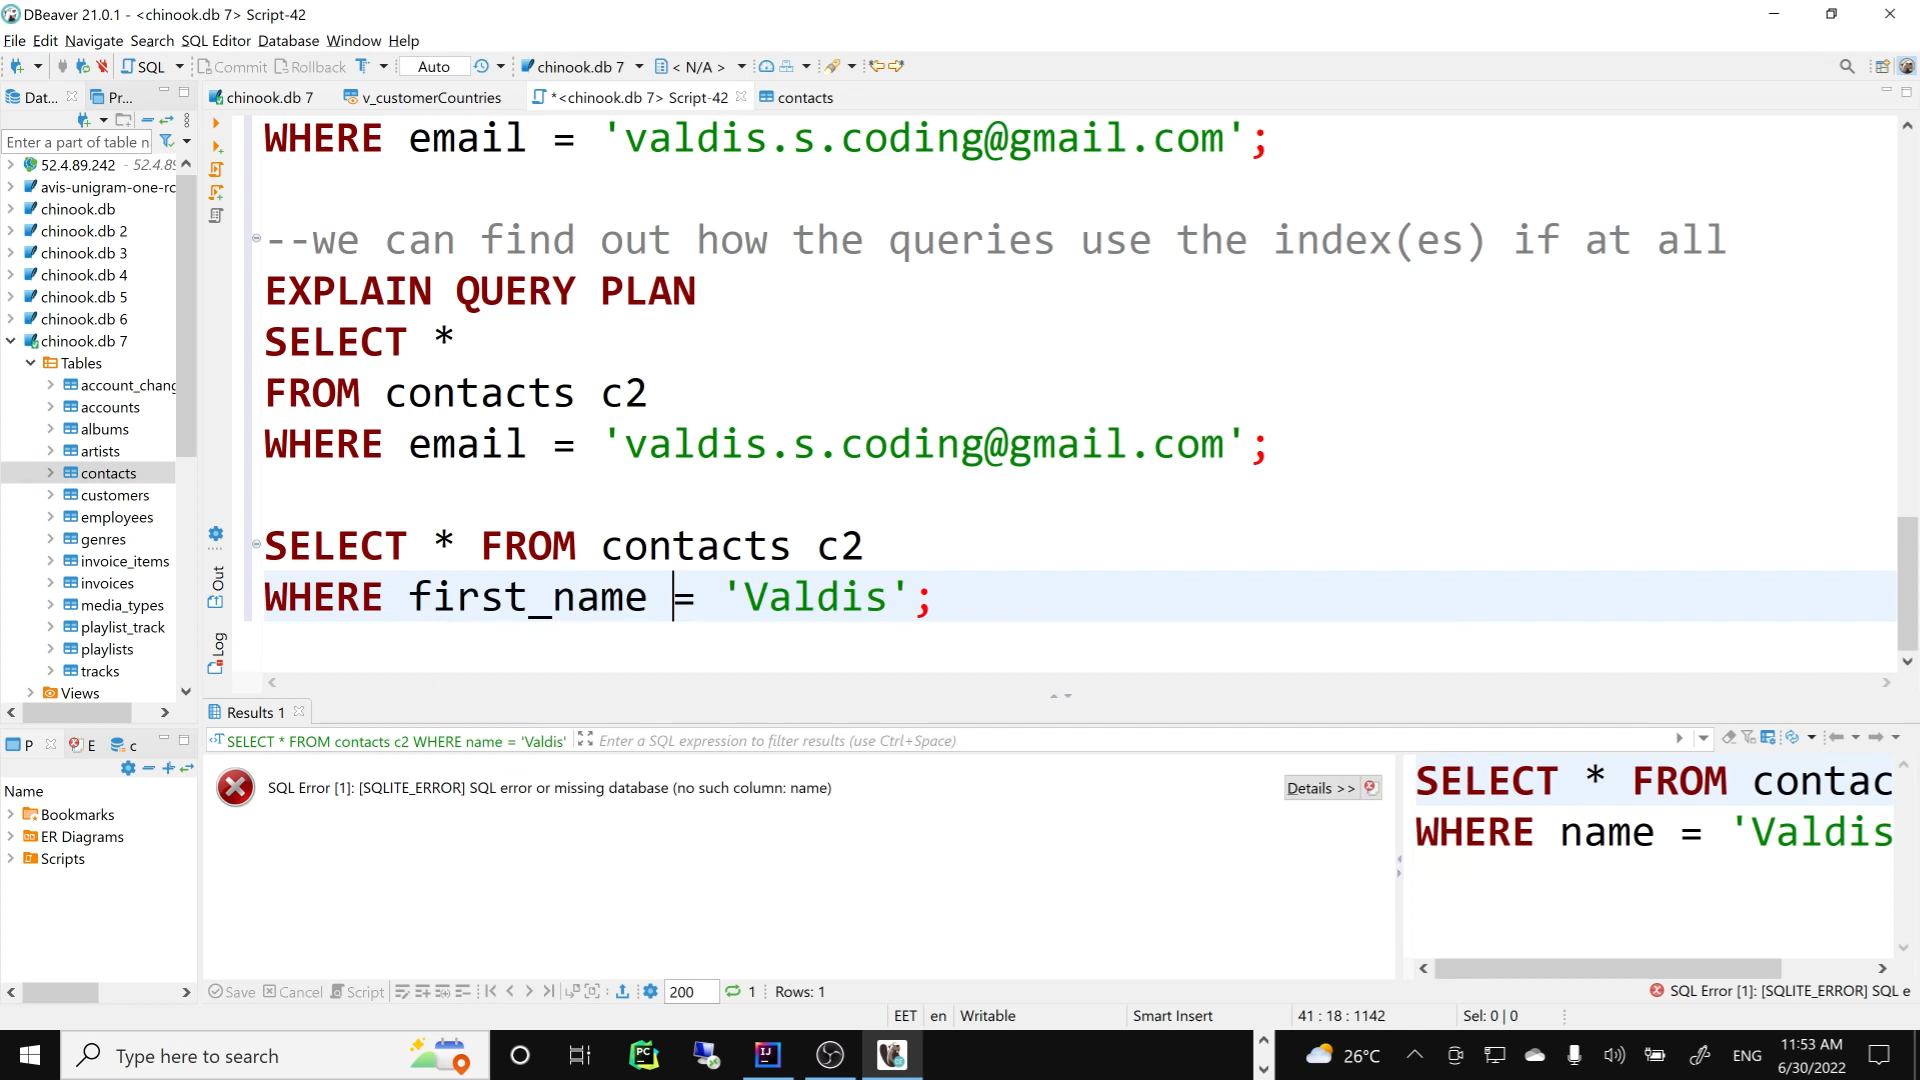 DBeaver 21.0.1 - <chinook.db 7> Script-42
File Edit Navigate Search SQL Editor Database Window Help
SQL Commit Rollback Auto chinook.db 7 < N/A >
Dat... Pr... chinook.db 7 v_customerCountries *<chinook.db 7> Script-42 contacts
Enter a part of table n
52.4.89.242 - 52.4.89
avis-unigram-one-rc
chinook.db
chinook.db 2
chinook.db 3
chinook.db 4
chinook.db 5
chinook.db 6
chinook.db 7
Tables
account_chang
accounts
albums
artists
contacts
customers
employees
genres
invoice_items
invoices
media_types
playlist_track
playlists
tracks
Views
WHERE email = 'valdis.s.coding@gmail.com';
--we can find out how the queries use the index(es) if at all
EXPLAIN QUERY PLAN
SELECT *
FROM contacts c2
WHERE email = 'valdis.s.coding@gmail.com';
SELECT * FROM contacts c2
WHERE first_name = 'Valdis';
Out
Log
Results 1
SELECT * FROM contacts c2 WHERE name = 'Valdis' Enter a SQL expression to filter results (use Ctrl+Space)
SQL Error [1]: [SQLITE_ERROR] SQL error or missing database (no such column: name)
Details >>
SELECT * FROM contac
WHERE name = 'Valdis
P E c
Name
Bookmarks
ER Diagrams
Scripts
Save Cancel Script 200 1 Rows: 1
SQL Error [1]: [SQLITE_ERROR] SQL e
EET en Writable Smart Insert 41 : 18 : 1142 Sel: 0 | 0
Type here to search
PC
IJ
26°C
ENG
11:53 AM
6/30/2022